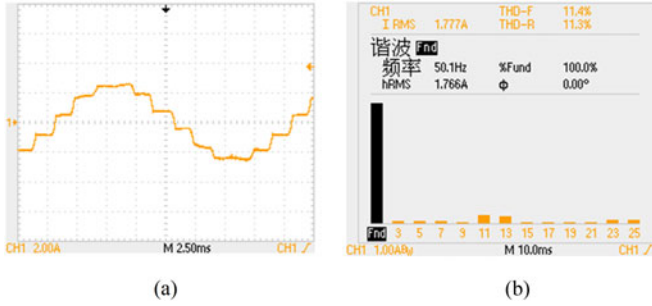 1
CH1 2.00A M 2.50ms CH1
(a)
CH1 THD-F 11.4%
I RMS 1.777A THD-R 11.3%
谐波 Fnd
频率 50.1Hz %Fund 100.0%
hRMS 1.766A Φ 0.00°
Fnd 3 5 7 9 11 13 15 17 19 21 23 25
CH1 1.00A M 10.0ms CH1
(b)